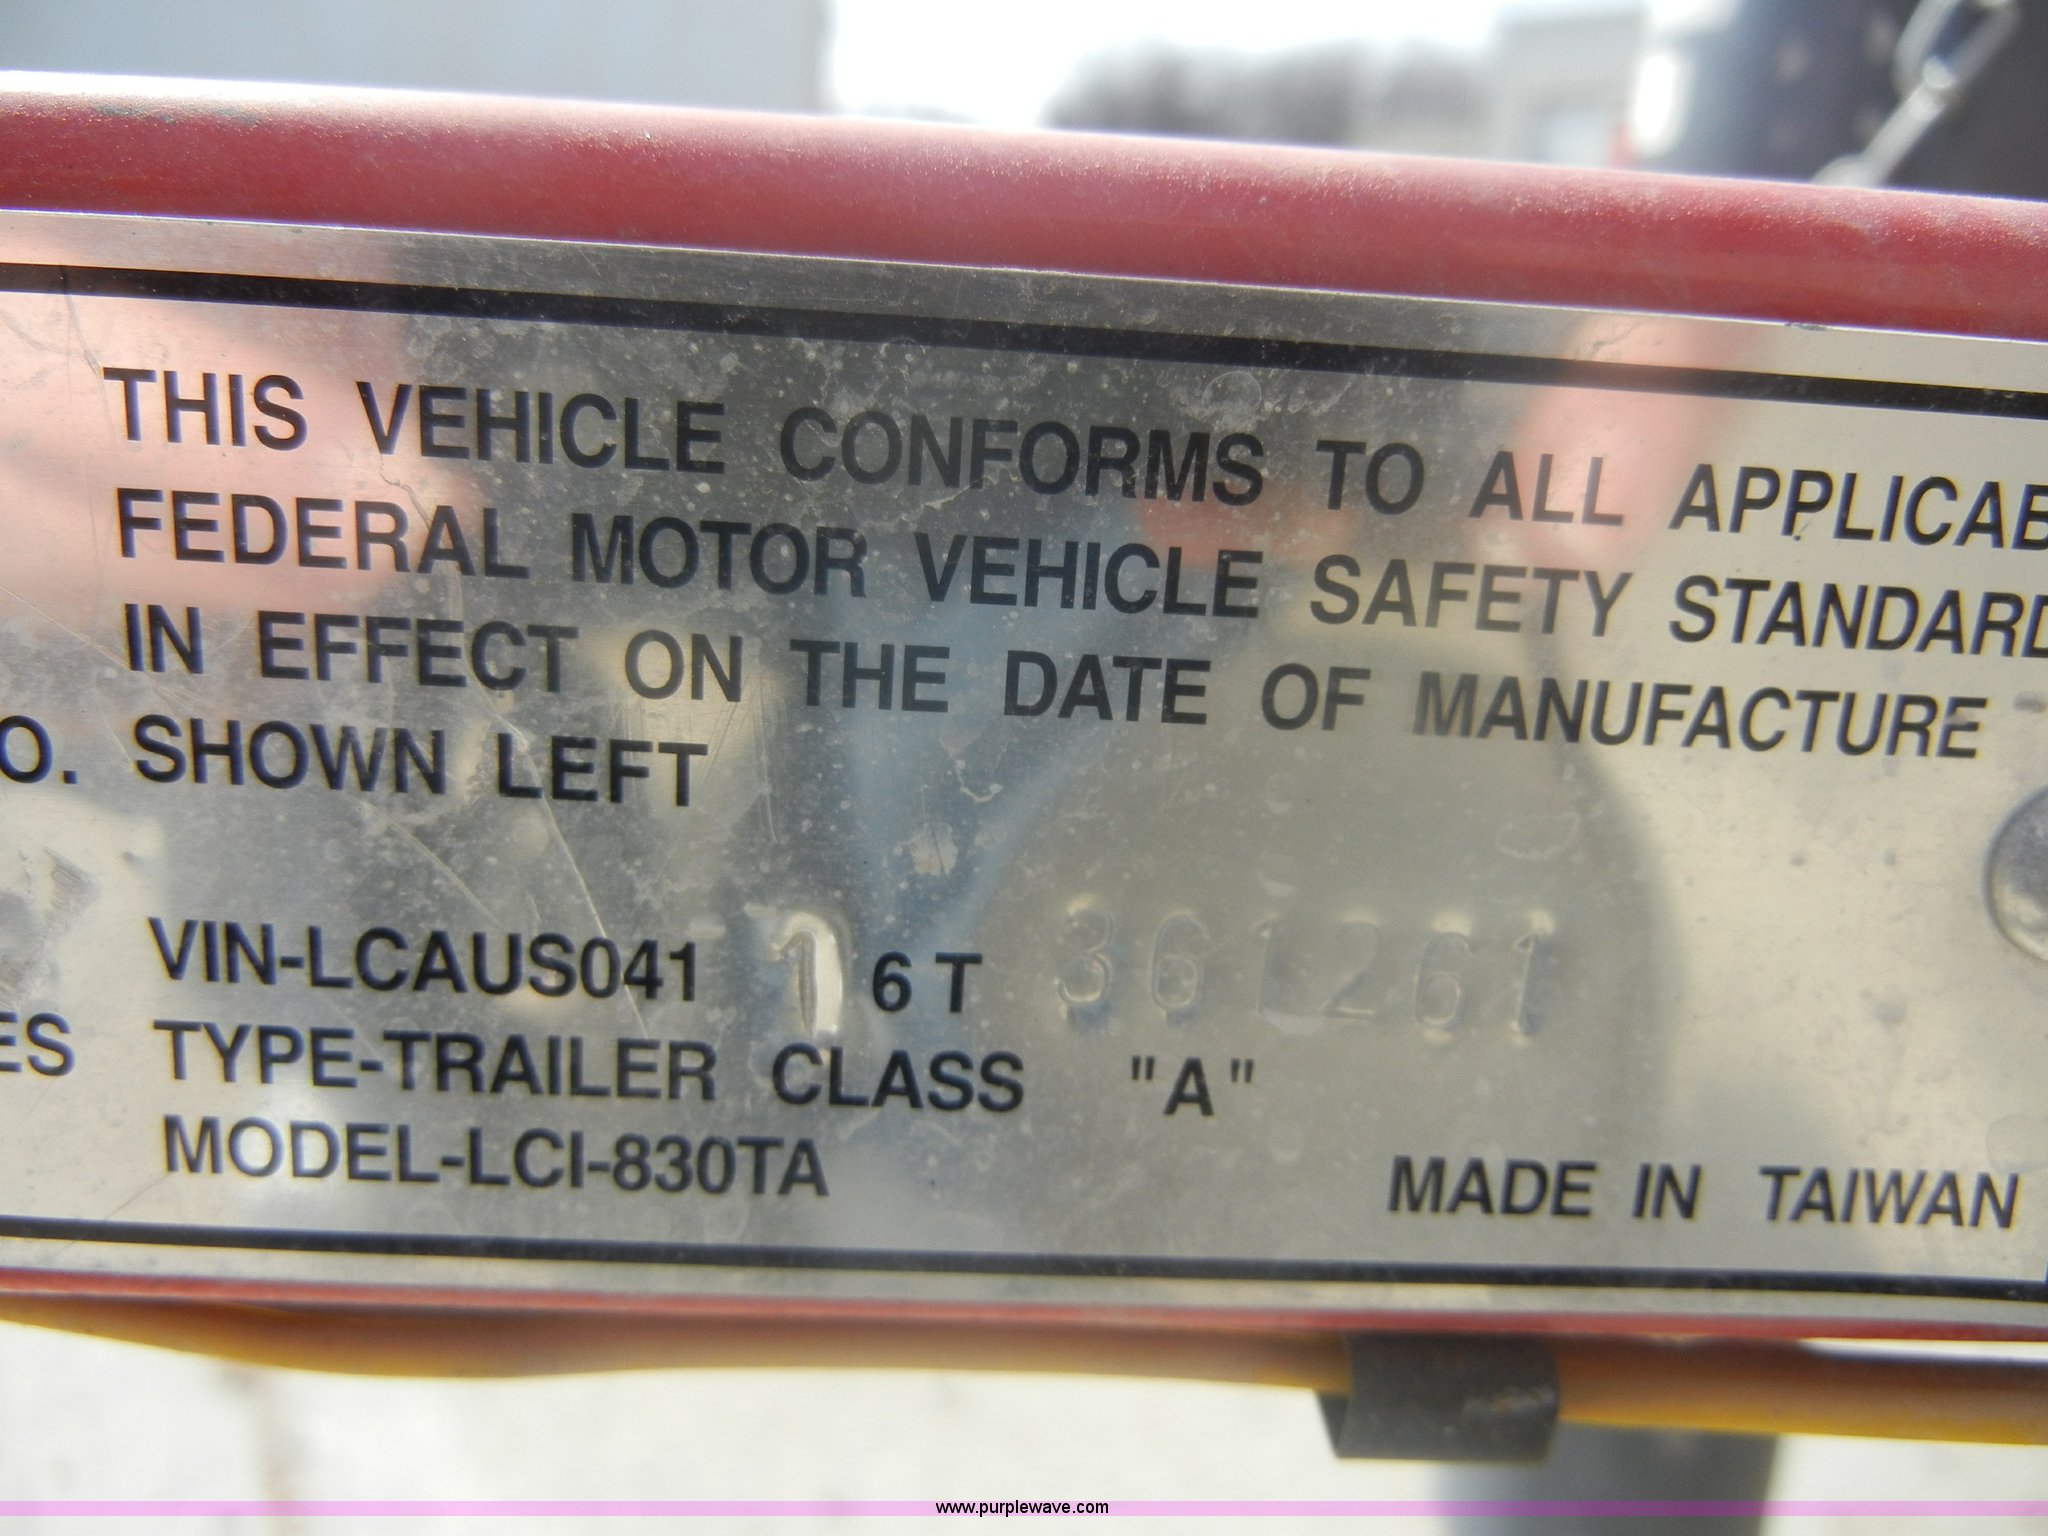 THIS VEHICLE CONFORMS TO ALL APPLICAB
FEDERAL MOTOR VEHICLE SAFETY STANDARD
IN EFFECT ON THE DATE OF MANUFACTURE
O. SHOWN LEFT
VIN-LCAUS041 1 6T 361261
ES TYPE-TRAILER CLASS "A"
MODEL-LCI-830TA MADE IN TAIWAN
www.purplewave.com